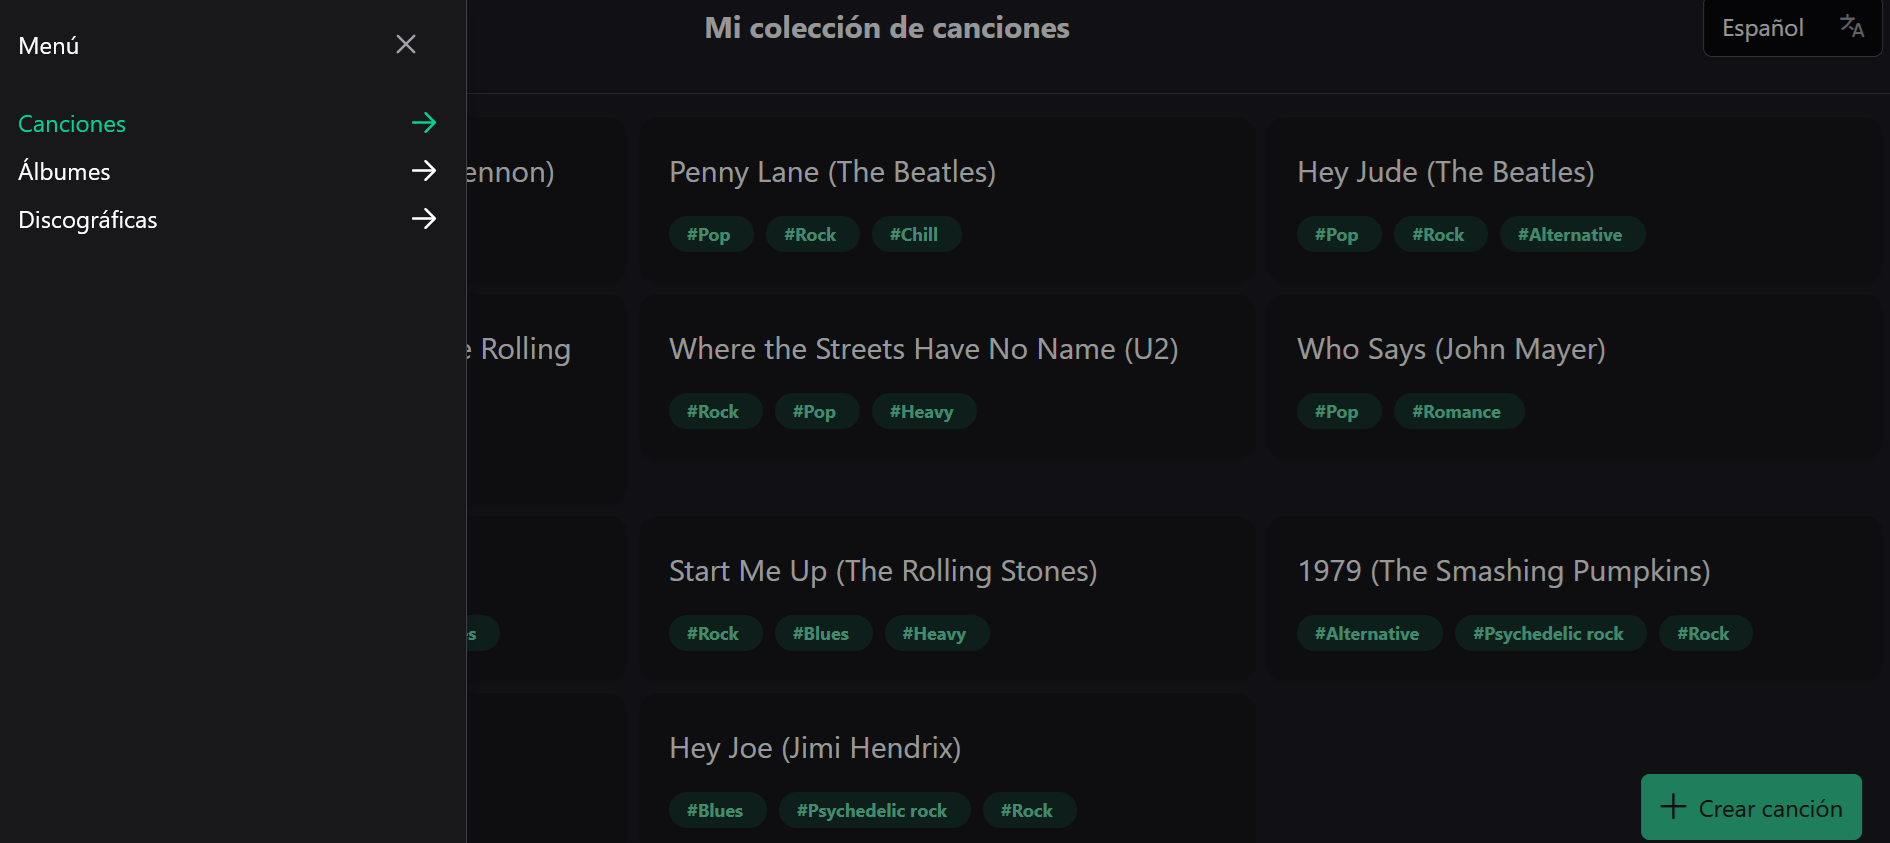 Menú
Canciones
Álbumes
Discográficas
Mi colección de canciones
Español
ennon)
Penny Lane (The Beatles)
#Pop #Rock #Chill
Hey Jude (The Beatles)
#Pop #Rock #Alternative
Rolling
Where the Streets Have No Name (U2)
#Rock #Pop #Heavy
Who Says (John Mayer)
#Pop #Romance
Start Me Up (The Rolling Stones)
#Rock #Blues #Heavy
1979 (The Smashing Pumpkins)
#Alternative #Psychedelic rock #Rock
Hey Joe (Jimi Hendrix)
#Blues #Psychedelic rock #Rock
Crear canción